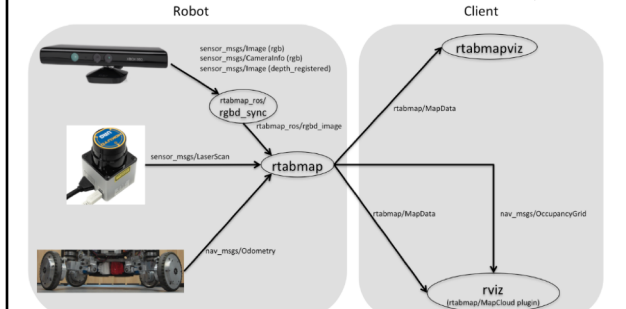 Robot
Client
sensor_msgs/Image (rgb)
sensor_msgs/CameraInfo (rgb)
sensor_msgs/Image (depth_registered)
rtabmapviz
rtabmap_ros/
rgbd_sync
rtabmap/MapData
rtabmap_ros/rgbd_image
sensor_msgs/LaserScan
rtabmap
rtabmap/MapData
nav_msgs/OccupancyGrid
nav_msgs/Odometry
rviz
(rtabmap/MapCloud plugin)